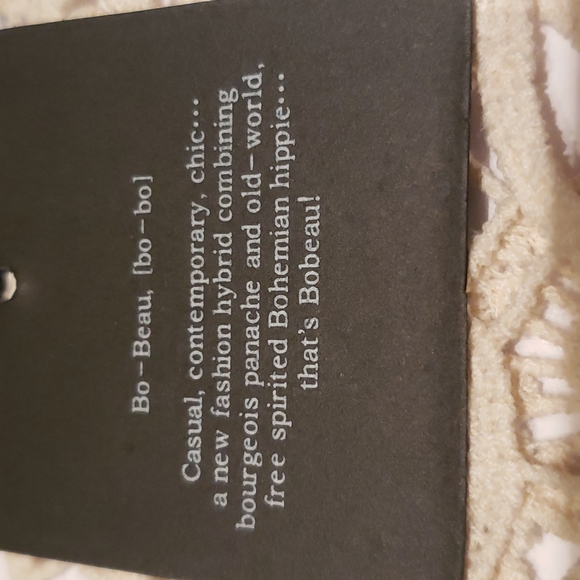 Bo-Beau, [bo-bo]
Casual, contemporary, chic...
a new fashion hybrid combining
bourgeois panache and old-world,
free spirited Bohemian hippie...
that's Bobeau!